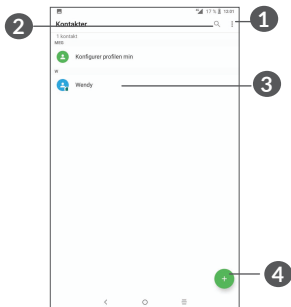 17 % 13:01
Kontakter
1 kontakt
MEG
Konfigurer profilen min
W
Wendy
1
2
3
4